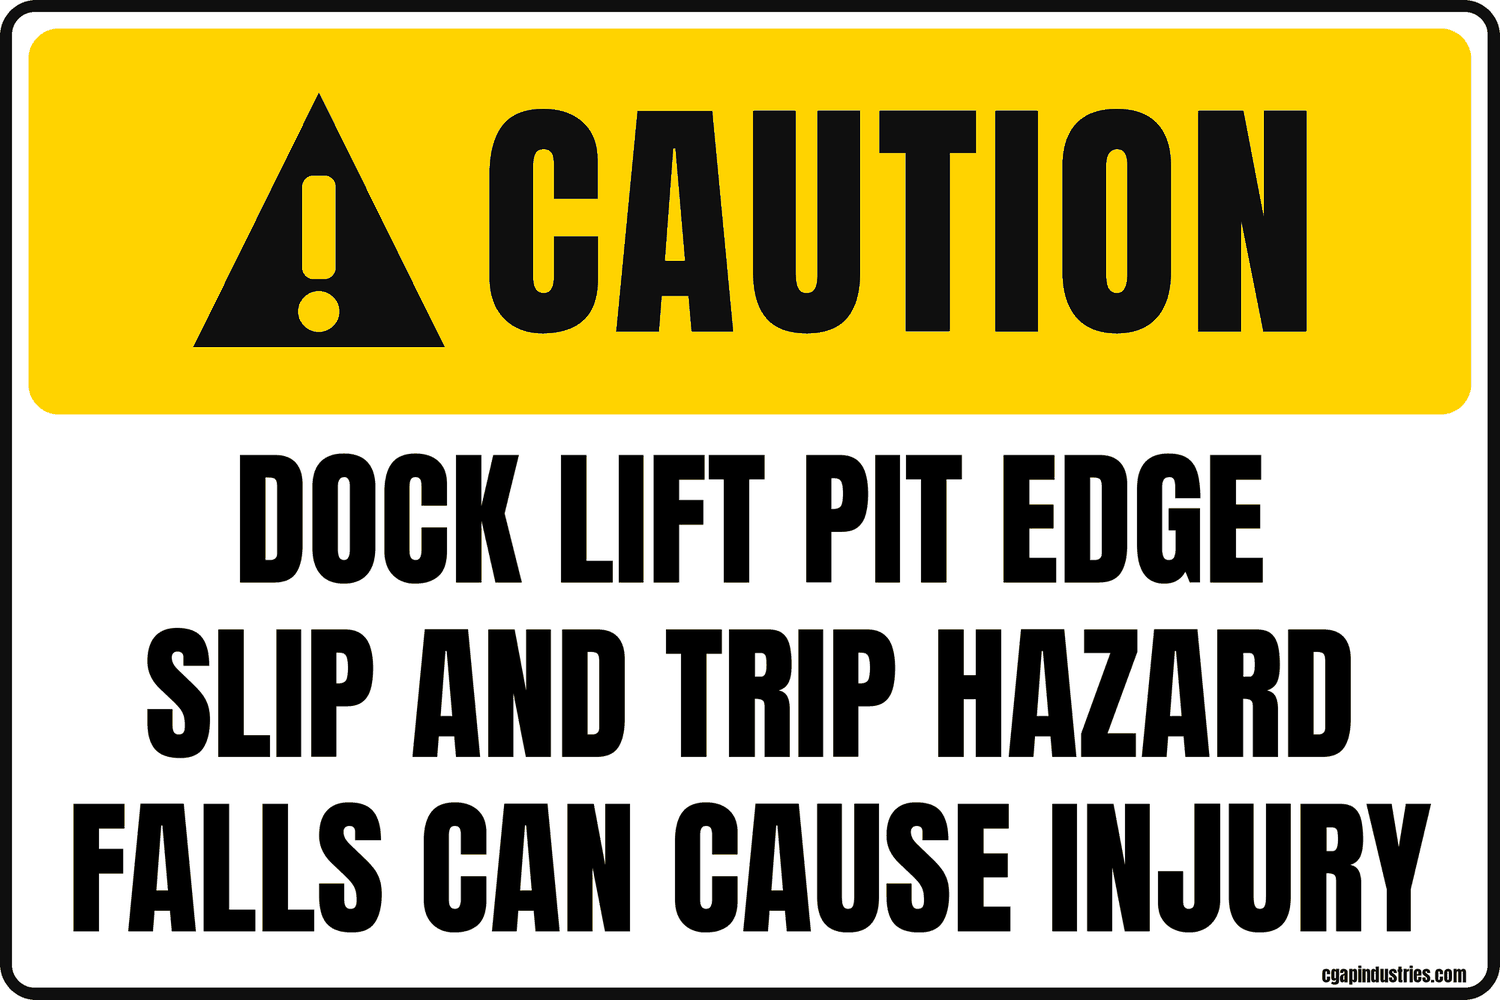 CAUTION
DOCK LIFT PIT EDGE
SLIP AND TRIP HAZARD
FALLS CAN CAUSE INJURY
cgapindustries.com